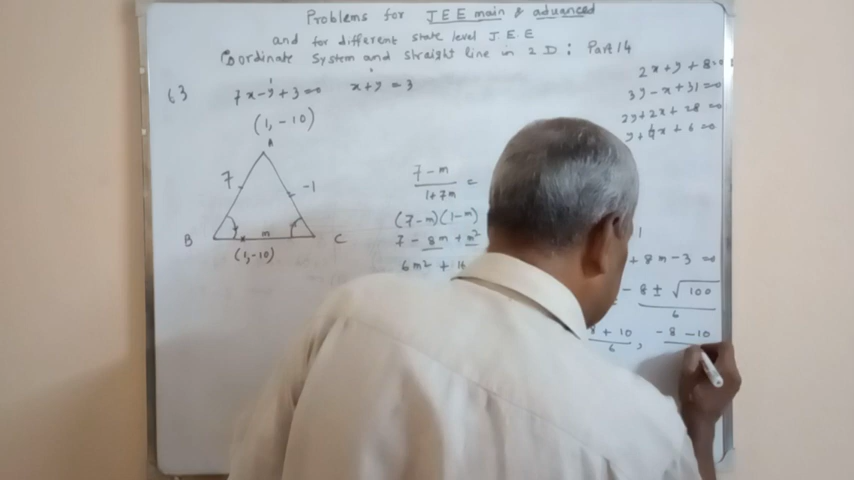 Problems for JEE main & advanced
and for different state level J.E.E
Coordinate System and straight line in 2D : Part 14
63 7x-y+3=0 x+y=3
2x+y+8=0
3y-x+31=0
2y+2x+28=0
y+4x+6=0
(1,-10)
A
7 -1
B m C
(1,-10)
7-m
1+7m =
(7-m)(1-m)
7-8m+m²
6m²+16
+8m-3=0
-8±√100
6
8+10
6 , -8-10